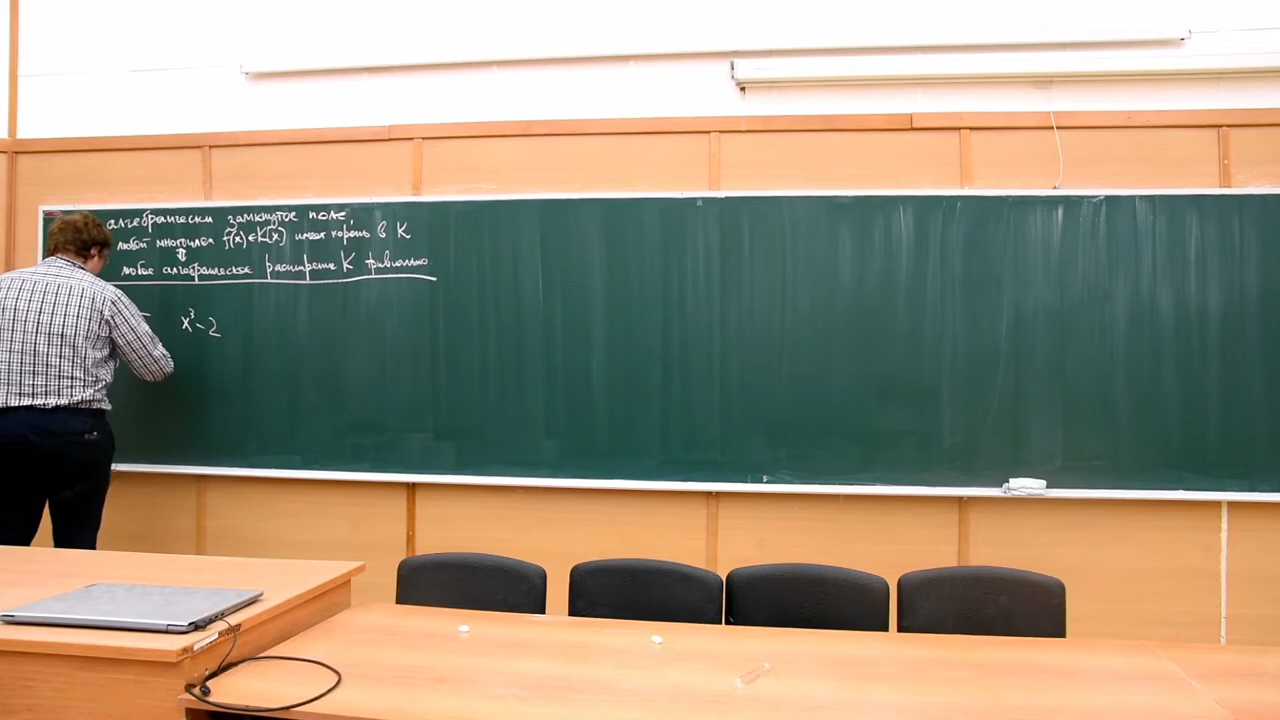 алгебраически замкнутое поле,
любой многочлен f(x) ∈ K[x] имеет корень в K
⇕
любое алгебраическое расширение K тривиально.
x³-2